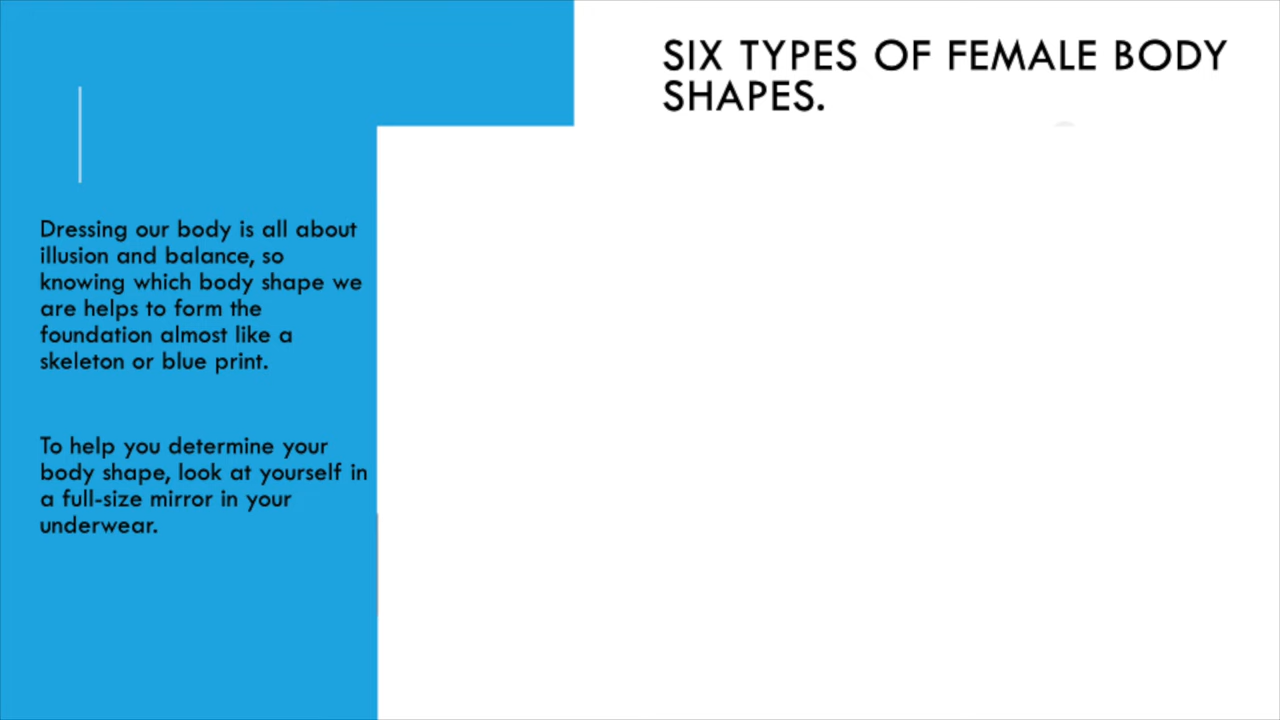 SIX TYPES OF FEMALE BODY
SHAPES.
Dressing our body is all about
illusion and balance, so
knowing which body shape we
are helps to form the
foundation almost like a
skeleton or blue print.
To help you determine your
body shape, look at yourself in
a full-size mirror in your
underwear.